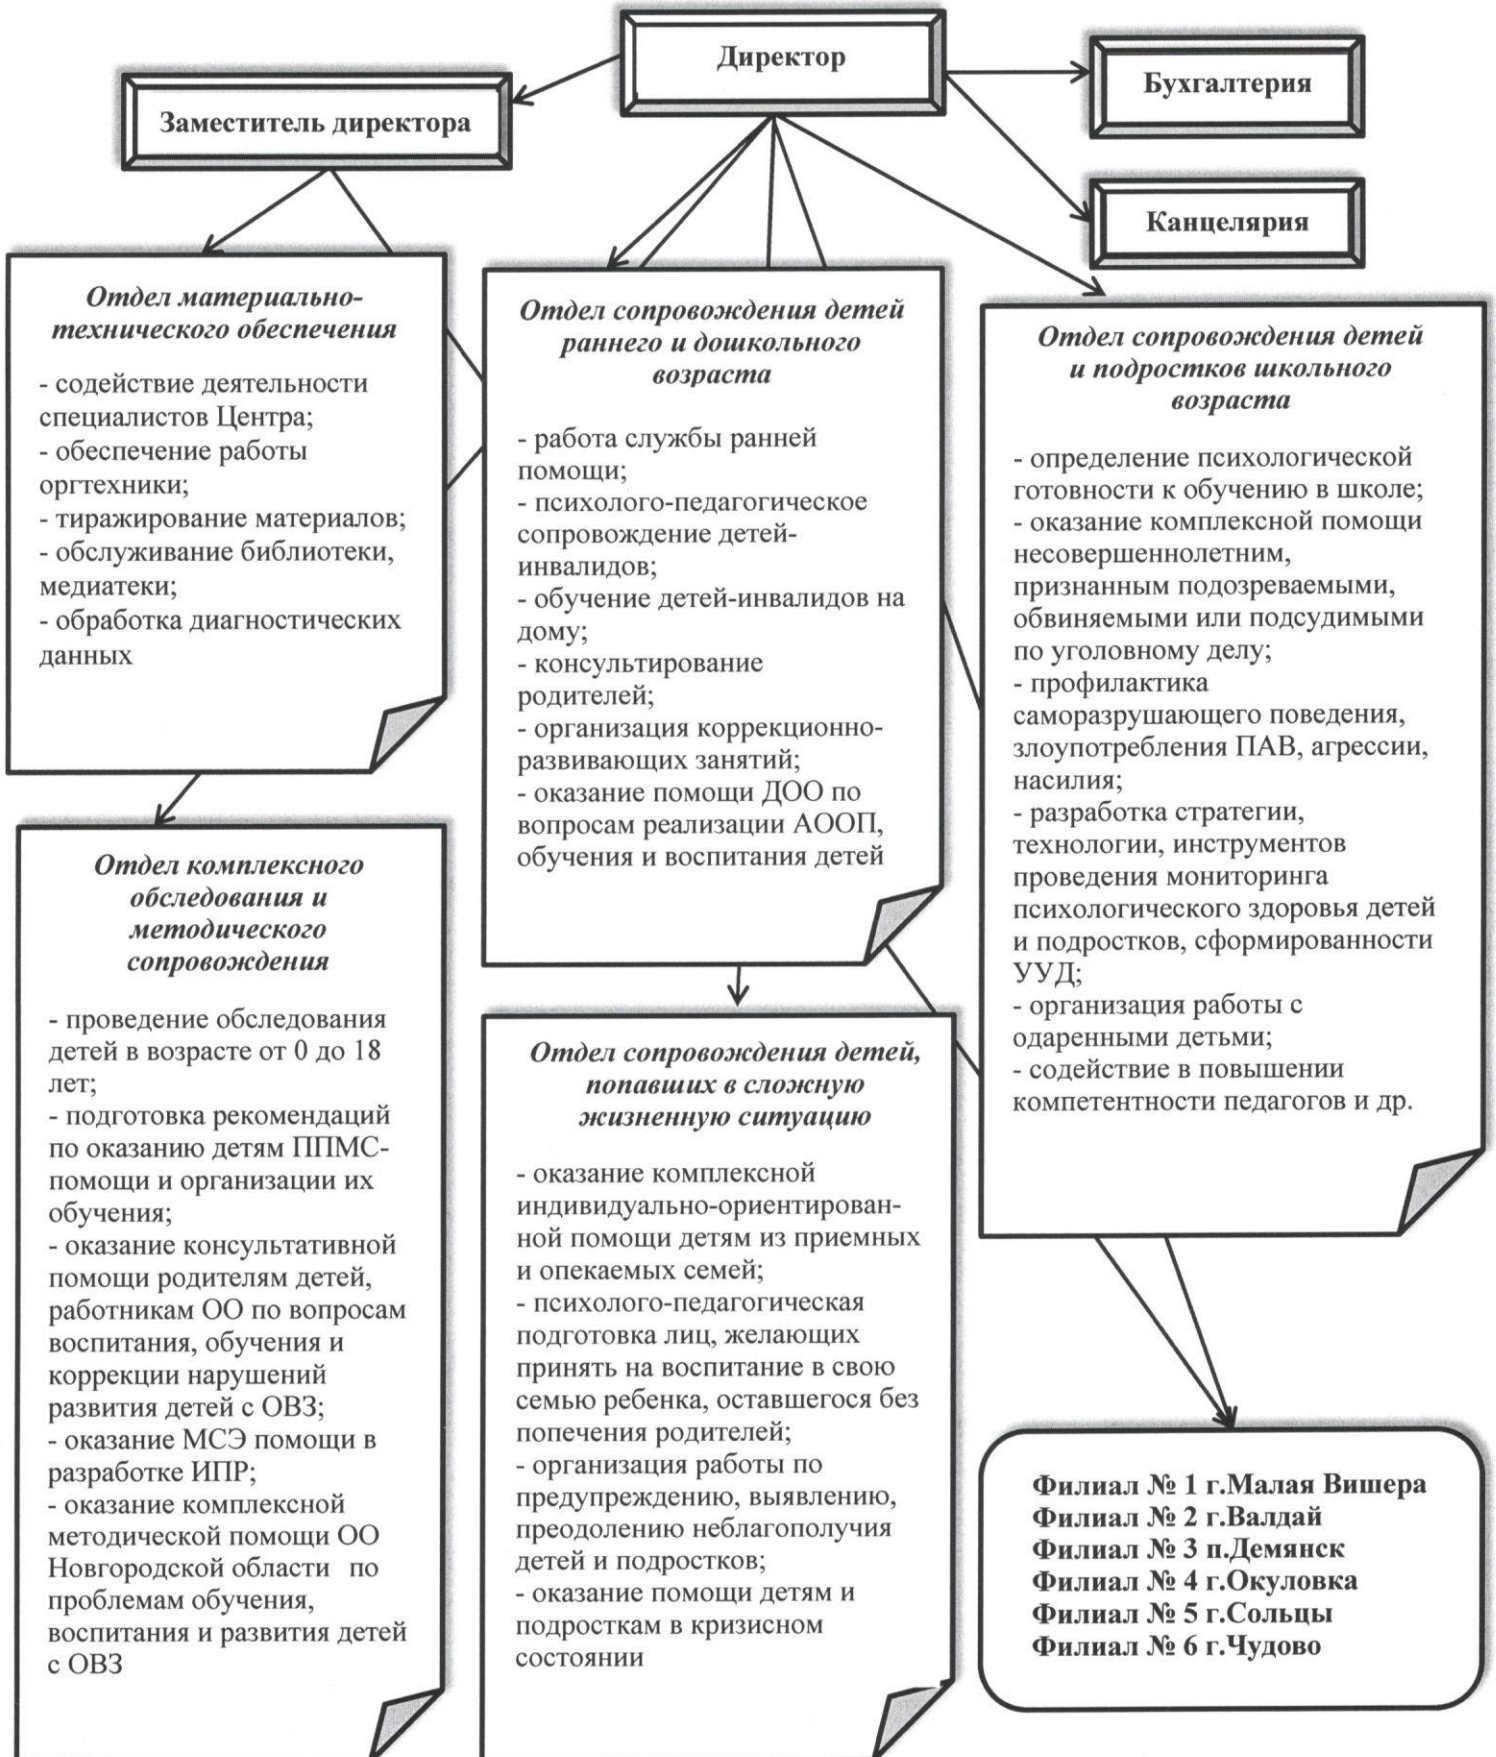 Директор
Заместитель директора
Бухгалтерия
Канцелярия
Отдел материально-
технического обеспечения
- содействие деятельности
специалистов Центра;
- обеспечение работы
оргтехники;
- тиражирование материалов;
- обслуживание библиотеки,
медиатеки;
- обработка диагностических
данных
Отдел сопровождения детей
раннего и дошкольного
возраста
- работа службы ранней
помощи;
- психолого-педагогическое
сопровождение детей-
инвалидов;
- обучение детей-инвалидов на
дому;
- консультирование
родителей;
- организация коррекционно-
развивающих занятий;
- оказание помощи ДОО по
вопросам реализации АООП,
обучения и воспитания детей
Отдел сопровождения детей
и подростков школьного
возраста
- определение психологической
готовности к обучению в школе;
- оказание комплексной помощи
несовершеннолетним,
признанным подозреваемыми,
обвиняемыми или подсудимыми
по уголовному делу;
- профилактика
саморазрушающего поведения,
злоупотребления ПАВ, агрессии,
насилия;
- разработка стратегии,
технологии, инструментов
проведения мониторинга
психологического здоровья детей
и подростков, сформированности
УУД;
- организация работы с
одаренными детьми;
- содействие в повышении
компетентности педагогов и др.
Отдел комплексного
обследования и
методического
сопровождения
- проведение обследования
детей в возрасте от 0 до 18
лет;
- подготовка рекомендаций
по оказанию детям ППМС-
помощи и организации их
обучения;
- оказание консультативной
помощи родителям детей,
работникам ОО по вопросам
воспитания, обучения и
коррекции нарушений
развития детей с ОВЗ;
- оказание МСЭ помощи в
разработке ИПР;
- оказание комплексной
методической помощи ОО
Новгородской области по
проблемам обучения,
воспитания и развития детей
с ОВЗ
Отдел сопровождения детей,
попавших в сложную
жизненную ситуацию
- оказание комплексной
индивидуально-ориентирован-
ной помощи детям из приемных
и опекаемых семей;
- психолого-педагогическая
подготовка лиц, желающих
принять на воспитание в свою
семью ребенка, оставшегося без
попечения родителей;
- организация работы по
предупреждению, выявлению,
преодолению неблагополучия
детей и подростков;
- оказание помощи детям и
подросткам в кризисном
состоянии
Филиал № 1 г.Малая Вишера
Филиал № 2 г.Валдай
Филиал № 3 п.Демянск
Филиал № 4 г.Окуловка
Филиал № 5 г.Сольцы
Филиал № 6 г.Чудово